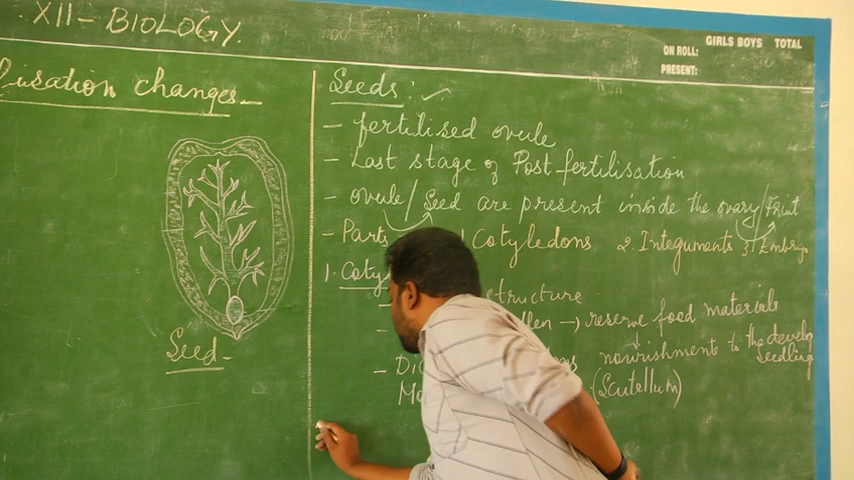 XII - BIOLOGY.
ON ROLL: GIRLS BOYS TOTAL
PRESENT:
lisation changes -
Seed -
Seeds :
- fertilised ovule
- Last stage of Post fertilisation
- ovule / Seed are present inside the ovary / Fruit
- Parts 1 Cotyledons 2. Integuments 3. Embryo
1. Coty
structure
llen → reserve food materials
nourishments to the develo
seedling
- Di
Mo (Scutellum)